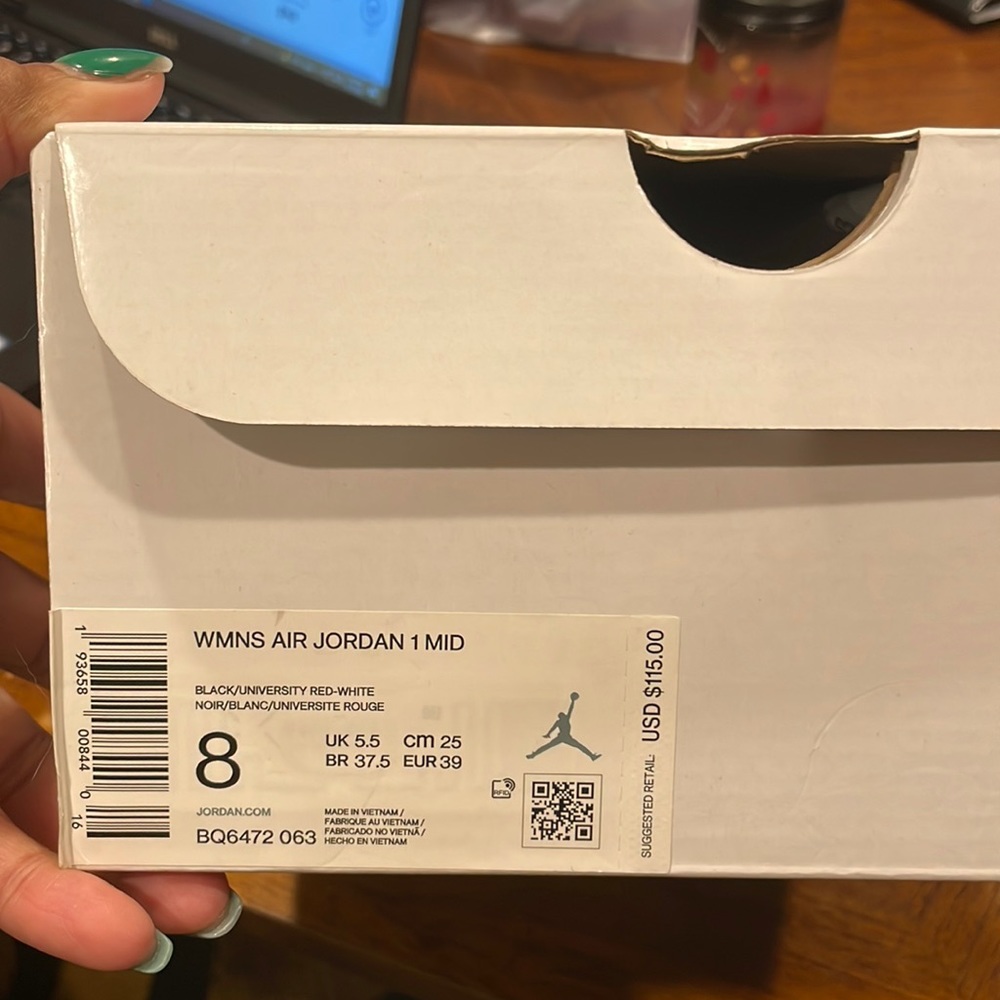 WMNS AIR JORDAN 1 MID
BLACK/UNIVERSITY RED-WHITE
NOIR/BLANC/UNIVERSITE ROUGE
8
UK 5.5 cm 25
BR 37.5 EUR 39
JORDAN.COM
BQ6472 063
MADE IN VIETNAM /
FABRIQUE AU VIETNAM /
FABRICADO NO VIETNÃ /
HECHO EN VIETNAM
RFID
SUGGESTED RETAIL: USD $115.00
1 93658 00844 0 16